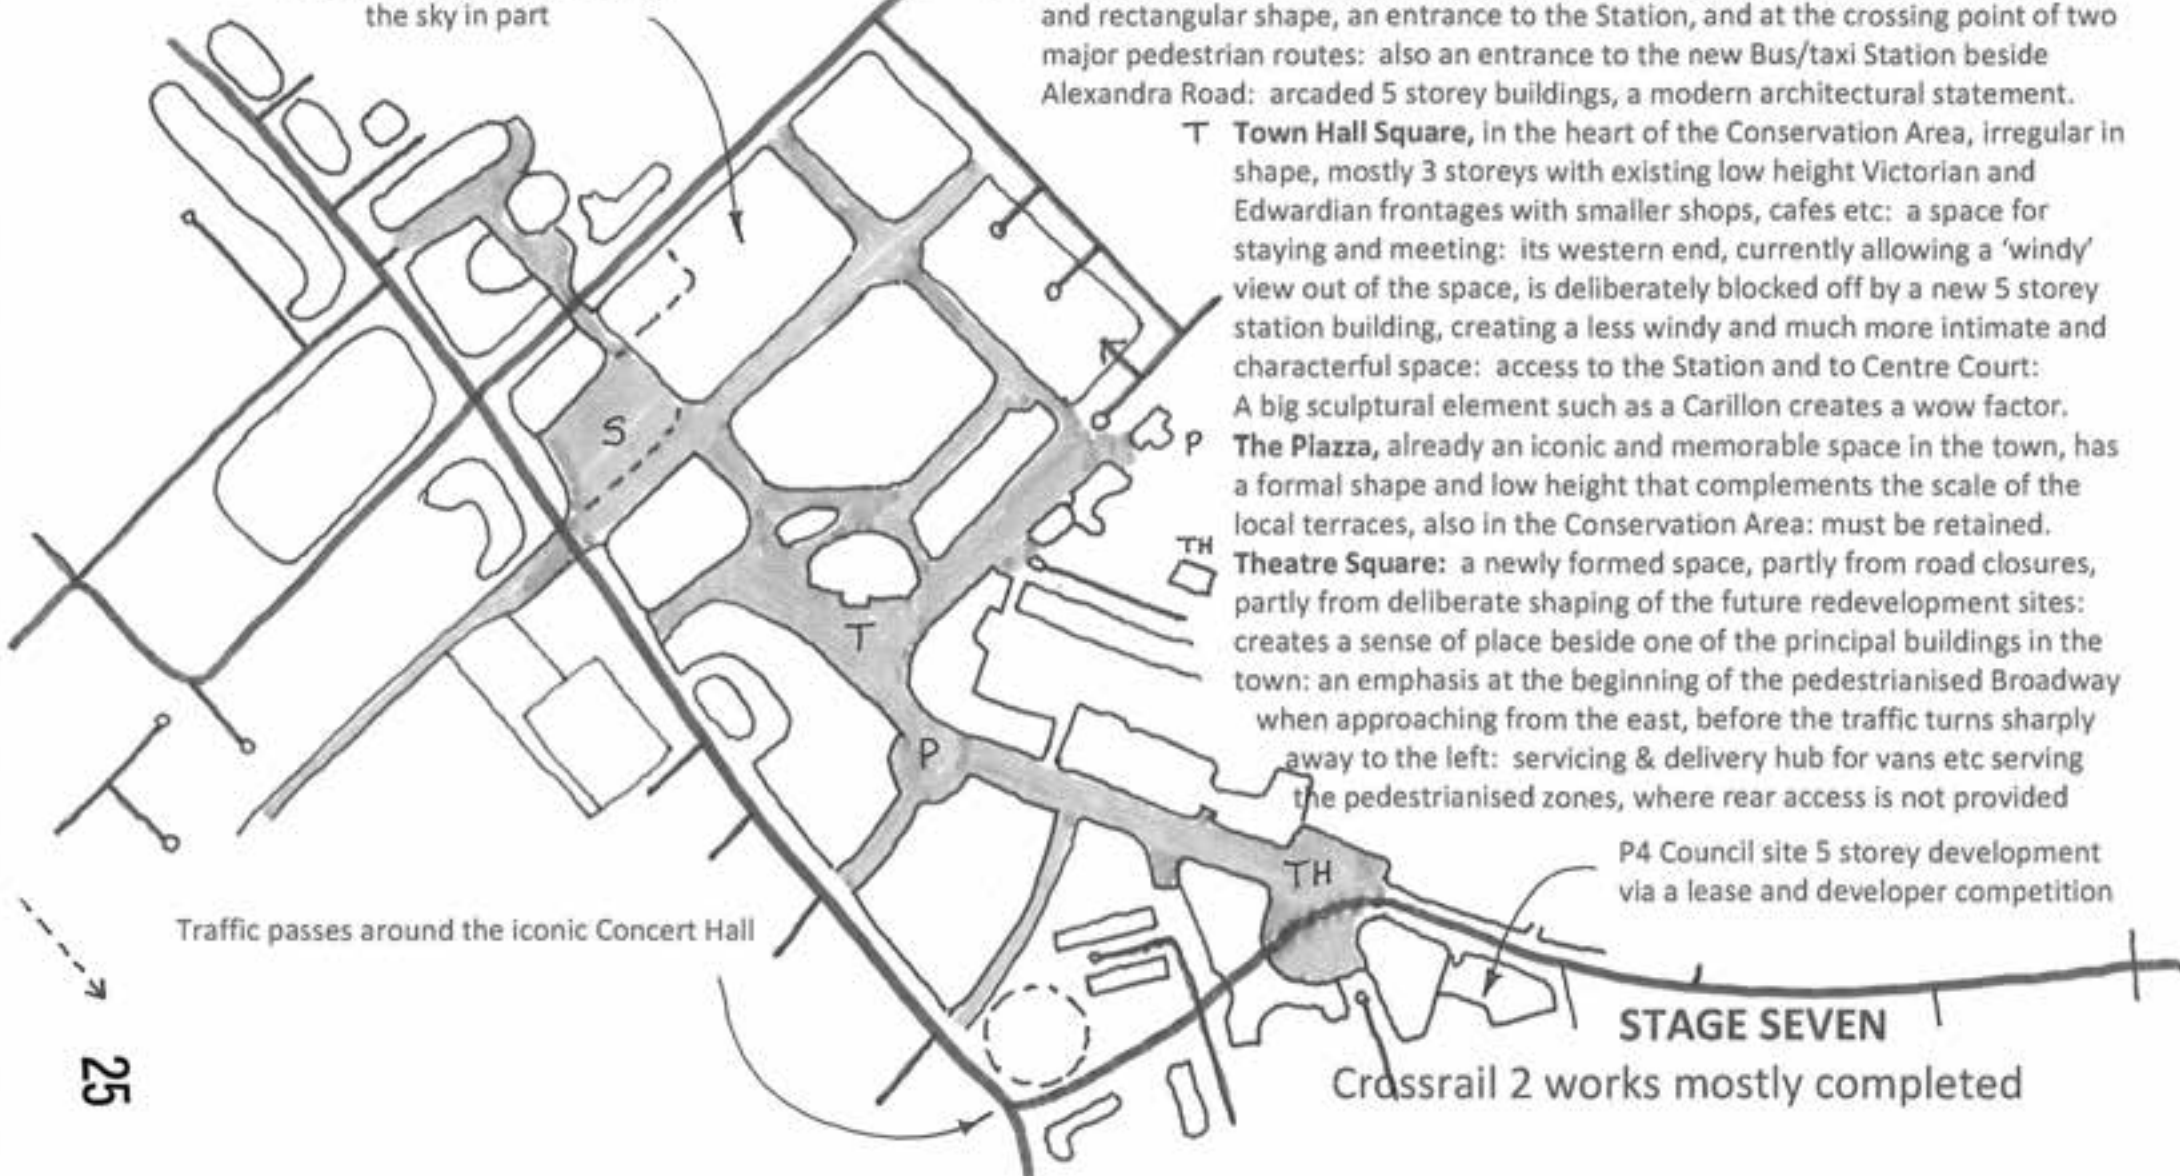 the sky in part
and rectangular shape, an entrance to the Station, and at the crossing point of two
major pedestrian routes: also an entrance to the new Bus/taxi Station beside
Alexandra Road: arcaded 5 storey buildings, a modern architectural statement.
T Town Hall Square, in the heart of the Conservation Area, irregular in
shape, mostly 3 storeys with existing low height Victorian and
Edwardian frontages with smaller shops, cafes etc: a space for
staying and meeting: its western end, currently allowing a ‘windy’
view out of the space, is deliberately blocked off by a new 5 storey
station building, creating a less windy and much more intimate and
characterful space: access to the Station and to Centre Court:
A big sculptural element such as a Carillon creates a wow factor.
P The Piazza, already an iconic and memorable space in the town, has
a formal shape and low height that complements the scale of the
local terraces, also in the Conservation Area: must be retained.
TH Theatre Square: a newly formed space, partly from road closures,
partly from deliberate shaping of the future redevelopment sites:
creates a sense of place beside one of the principal buildings in the
town: an emphasis at the beginning of the pedestrianised Broadway
when approaching from the east, before the traffic turns sharply
away to the left: servicing & delivery hub for vans etc serving
the pedestrianised zones, where rear access is not provided
S
T
P
TH
P4 Council site 5 storey development
via a lease and developer competition
Traffic passes around the iconic Concert Hall
STAGE SEVEN
Crossrail 2 works mostly completed
25